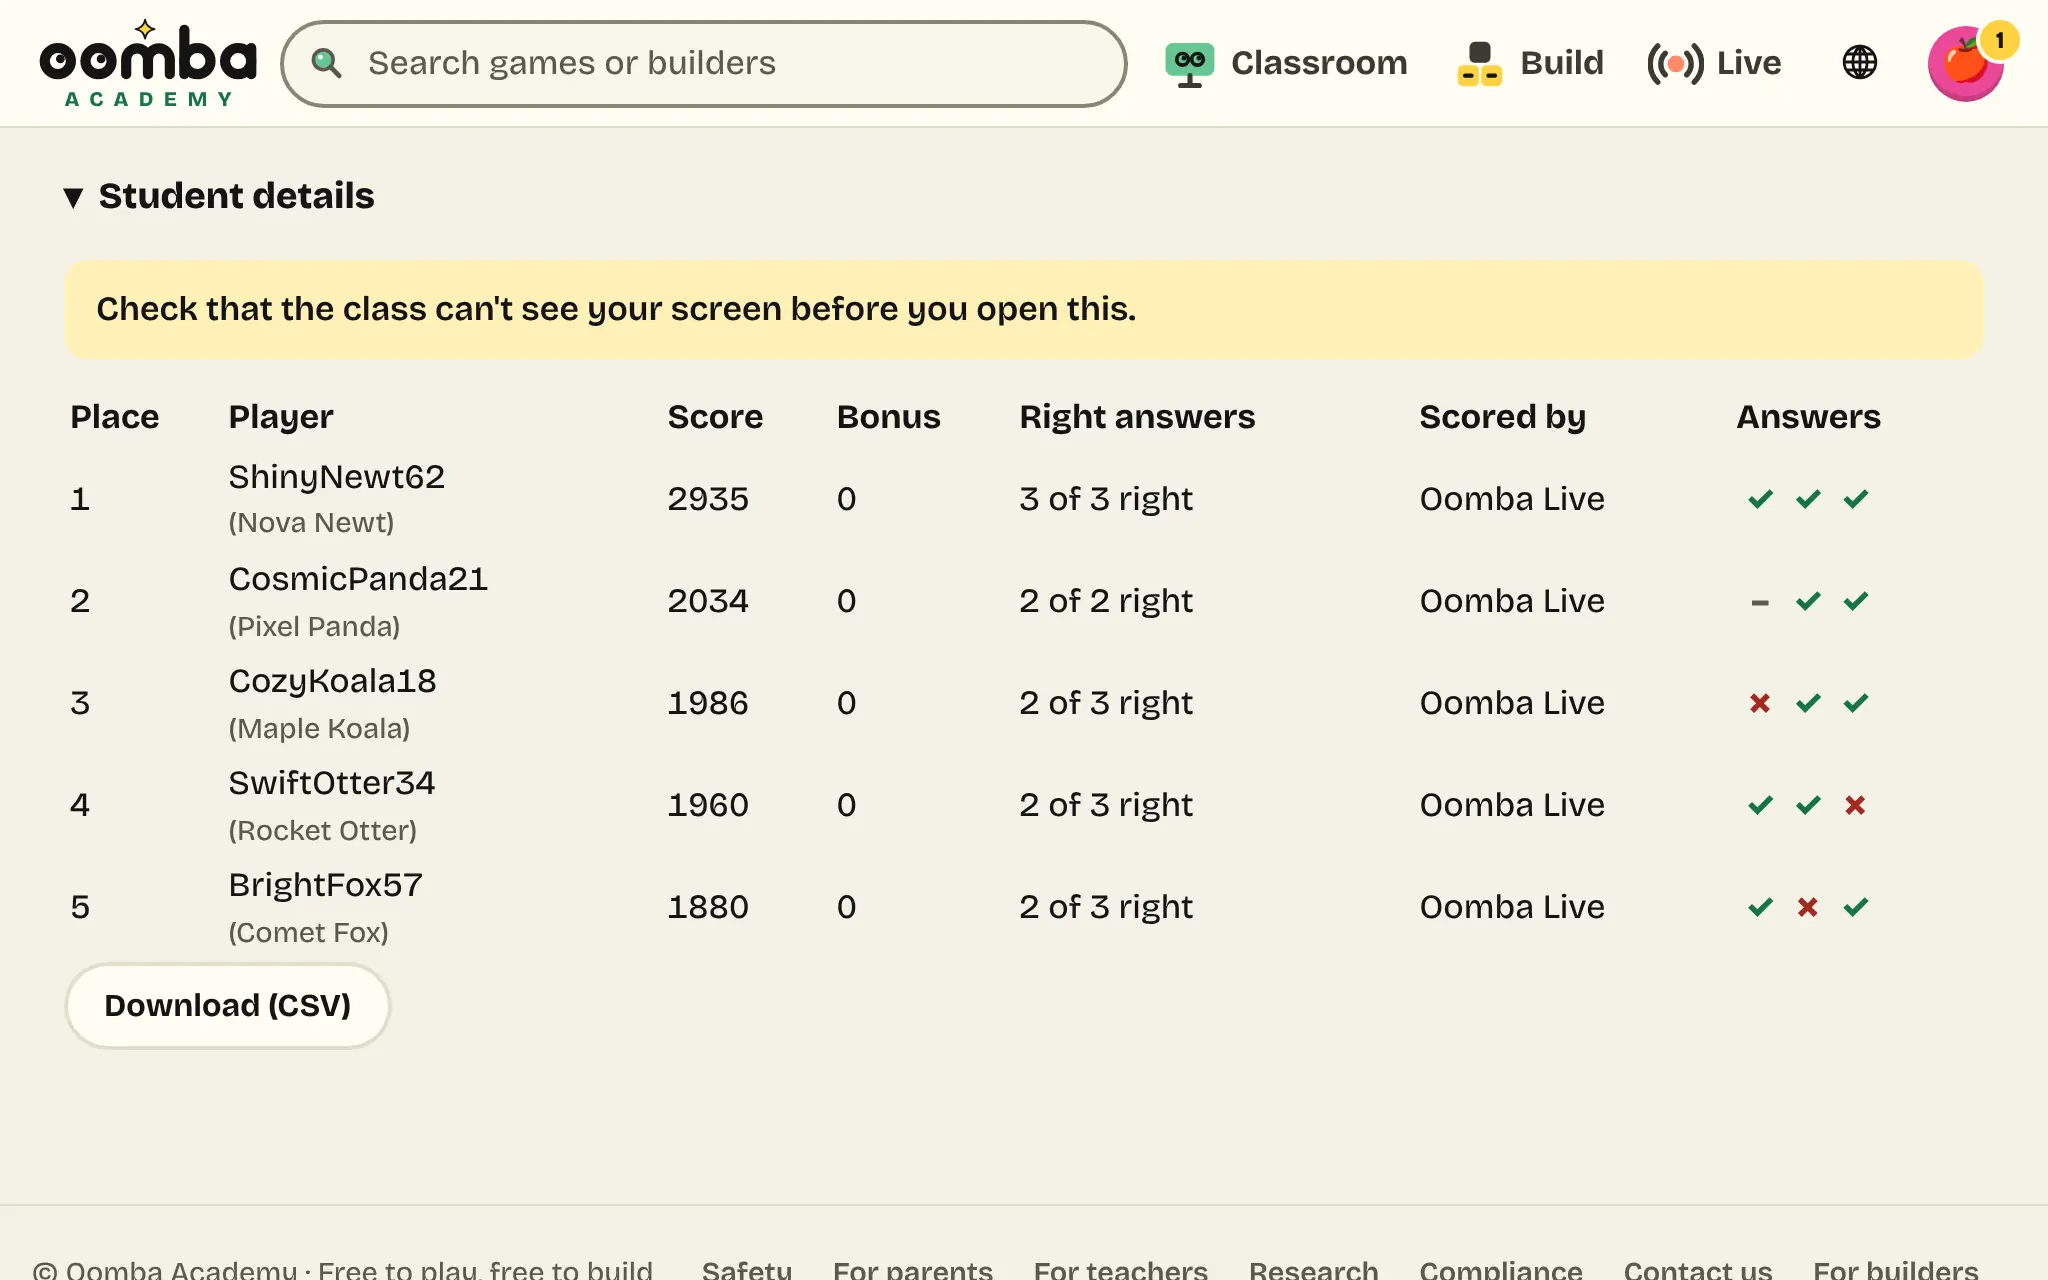 oomba
ACADEMY
Search games or builders
Classroom
Build
Live
1
Student details
Check that the class can't see your screen before you open this.
Place Player Score Bonus Right answers Scored by Answers
1 ShinyNewt62 (Nova Newt) 2935 0 3 of 3 right Oomba Live
2 CosmicPanda21 (Pixel Panda) 2034 0 2 of 2 right Oomba Live
3 CozyKoala18 (Maple Koala) 1986 0 2 of 3 right Oomba Live
4 SwiftOtter34 (Rocket Otter) 1960 0 2 of 3 right Oomba Live
5 BrightFox57 (Comet Fox) 1880 0 2 of 3 right Oomba Live
Download (CSV)
© Oomba Academy · Free to play, free to build Safety For parents For teachers Research Compliance Contact us For builders